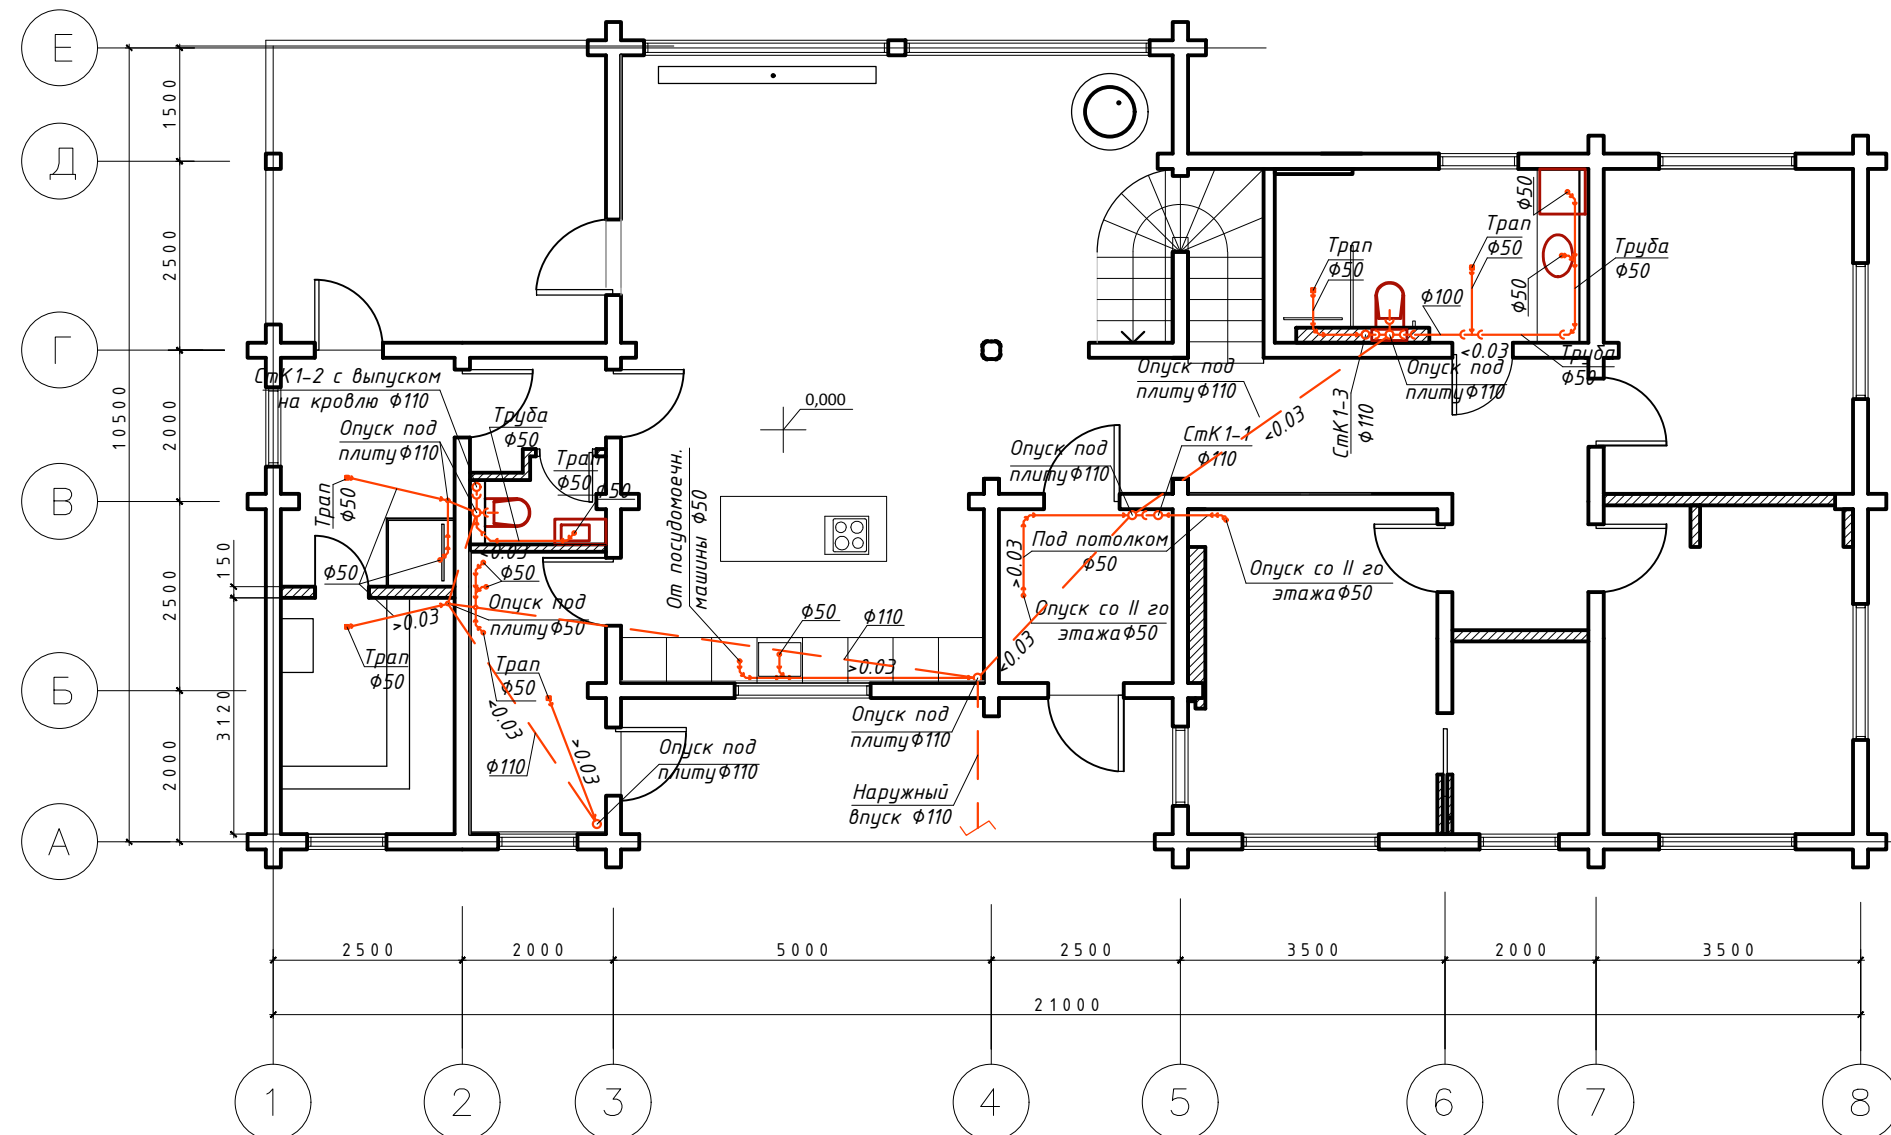 Е
1500
Д
2500
Г
10500
2000
В
150
2500
Б
3120
2000
А
СтК1-2 с выпуском
на кровлю Ф110
Опуск под
плиту Ф110
Труба
Ф50
Трап
Ф50
Ф50
Трап
Ф50
Ф50
<0.03
Ф50
Опуск под
плиту Ф50
>0.03
Трап
Ф50
Трап
Ф50
<0.03
Ф110
>0.03
Опуск под
плиту Ф110
0,000
От посудомоечн.
машины Ф50
Ф50
Ф110
>0.03
Опуск под
плиту Ф110
Наружный
впуск Ф110
Опуск под
плиту Ф110
СтК1-1
Ф110
>0.03
Под потолком
Ф50
Опуск со II го
этажа Ф50
<0.03
Опуск со II го
этажа Ф50
Опуск под
плиту Ф110
<0.03
СтК1-3
Ф110
Трап
Ф50
Трап
Ф50
Ф100
Ф50
Ф50
Труба
Ф50
<0.03
Труба
Ф50
Опуск под
плиту Ф110
2500
2000
5000
2500
3500
2000
3500
21000
1
2
3
4
5
6
7
8